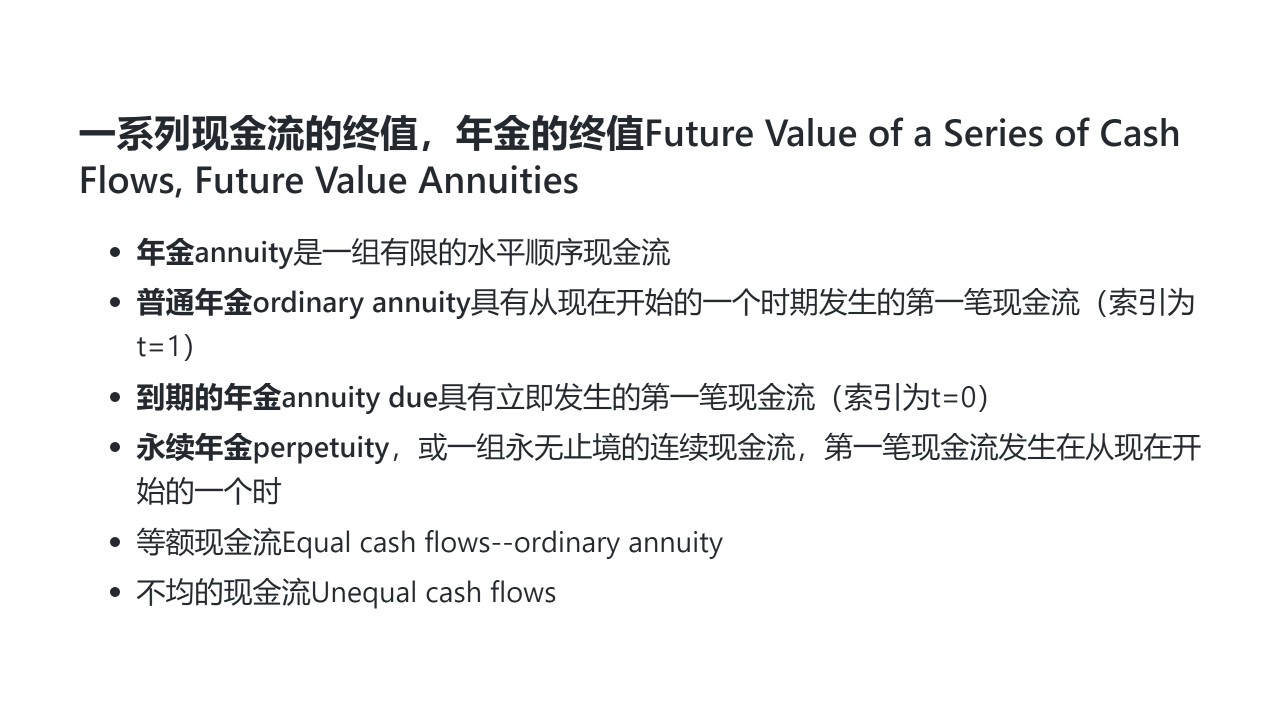 一系列现金流的终值，年金的终值Future Value of a Series of Cash
Flows, Future Value Annuities
• 年金annuity是一组有限的水平顺序现金流
• 普通年金ordinary annuity具有从现在开始的一个时期发生的第一笔现金流（索引为
t=1）
• 到期的年金annuity due具有立即发生的第一笔现金流（索引为t=0）
• 永续年金perpetuity，或一组永无止境的连续现金流，第一笔现金流发生在从现在开
始的一个时
• 等额现金流Equal cash flows--ordinary annuity
• 不均的现金流Unequal cash flows